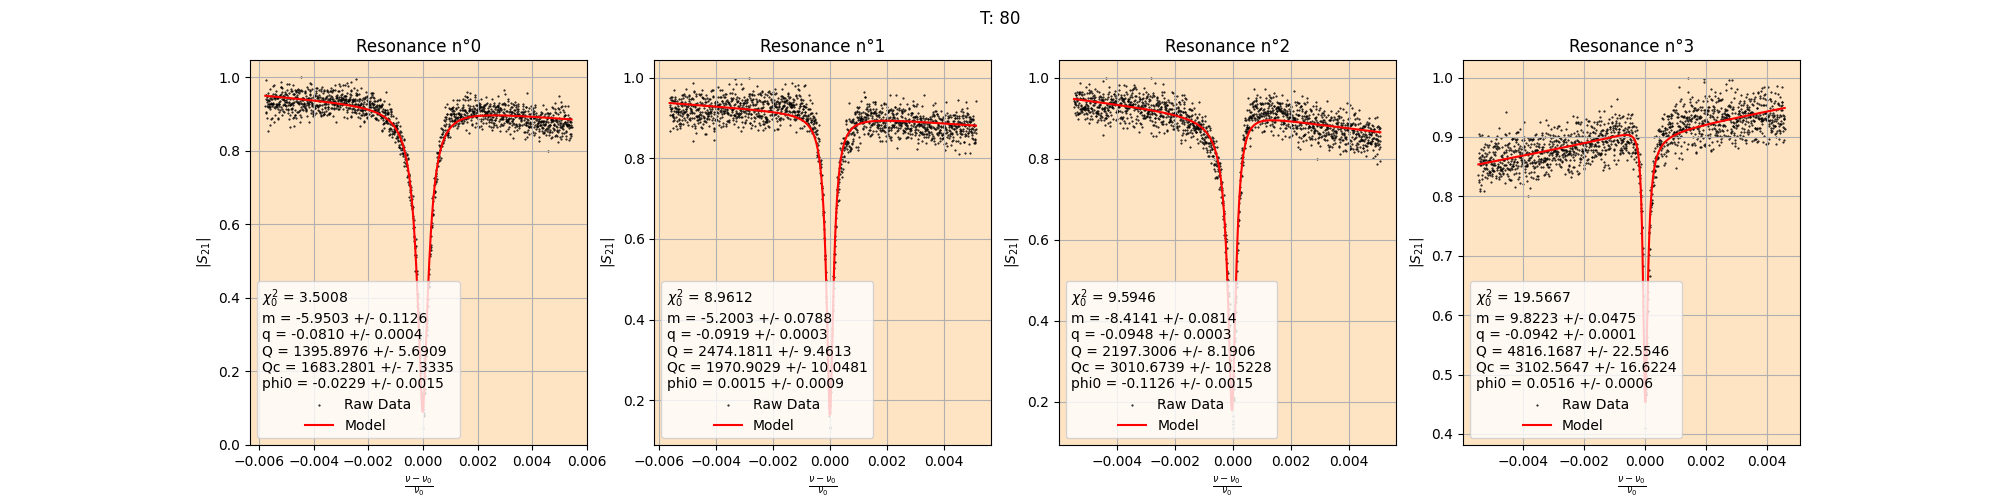 T: 80
Resonance n°0
1.0
0.8
0.6
0.4
0.2
0.0
|S21|
χ²₀ = 3.5008
m = -5.9503 +/- 0.1126
q = -0.0810 +/- 0.0004
Q = 1395.8976 +/- 5.6909
Qc = 1683.2801 +/- 7.3335
phi0 = -0.0229 +/- 0.0015
Raw Data
Model
−0.006 −0.004 −0.002 0.000 0.002 0.004 0.006
ν − ν₀
ν₀
Resonance n°1
1.0
0.8
0.6
0.4
0.2
|S21|
χ²₀ = 8.9612
m = -5.2003 +/- 0.0788
q = -0.0919 +/- 0.0003
Q = 2474.1811 +/- 9.4613
Qc = 1970.9029 +/- 10.0481
phi0 = 0.0015 +/- 0.0009
Raw Data
Model
−0.006 −0.004 −0.002 0.000 0.002 0.004
ν − ν₀
ν₀
Resonance n°2
1.0
0.8
0.6
0.4
0.2
|S21|
χ²₀ = 9.5946
m = -8.4141 +/- 0.0814
q = -0.0948 +/- 0.0003
Q = 2197.3006 +/- 8.1906
Qc = 3010.6739 +/- 10.5228
phi0 = -0.1126 +/- 0.0015
Raw Data
Model
−0.004 −0.002 0.000 0.002 0.004
ν − ν₀
ν₀
Resonance n°3
1.0
0.9
0.8
0.7
0.6
0.5
0.4
|S21|
χ²₀ = 19.5667
m = 9.8223 +/- 0.0475
q = -0.0942 +/- 0.0001
Q = 4816.1687 +/- 22.5546
Qc = 3102.5647 +/- 16.6224
phi0 = 0.0516 +/- 0.0006
Raw Data
Model
−0.004 −0.002 0.000 0.002 0.004
ν − ν₀
ν₀